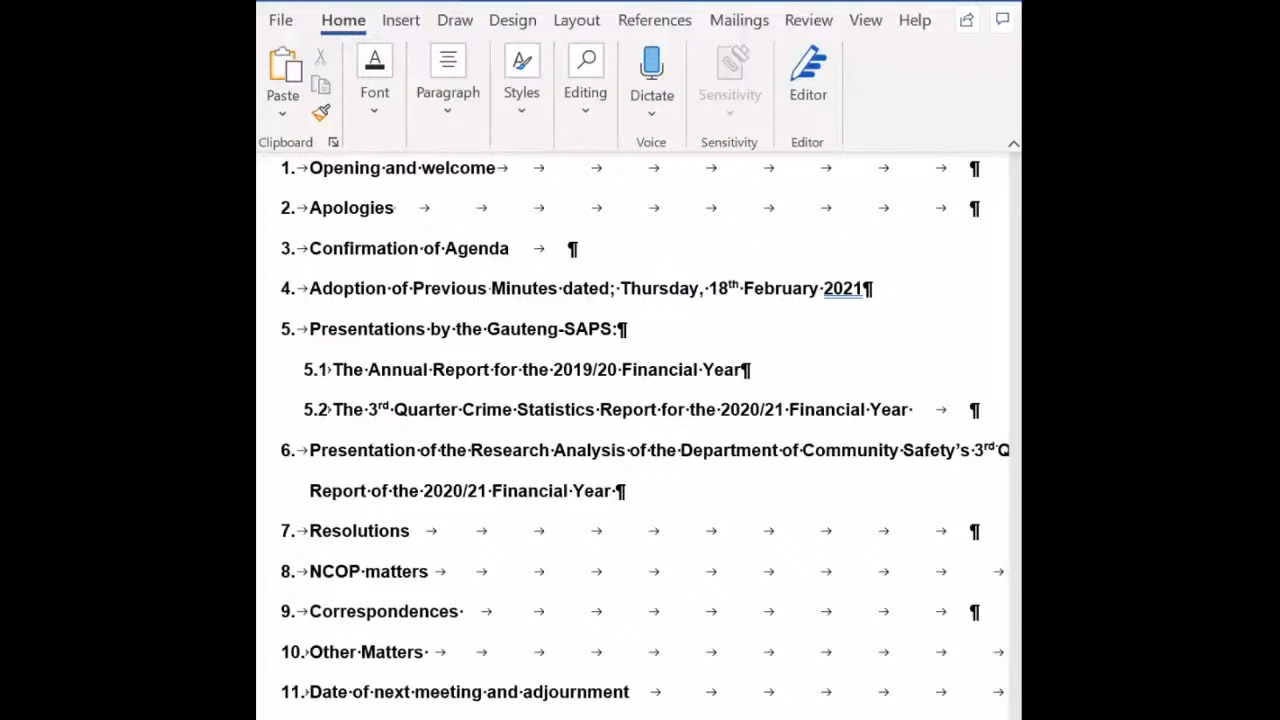 File Home Insert Draw Design Layout References Mailings Review View Help
Paste Font Paragraph Styles Editing Dictate Sensitivity Editor
Clipboard Voice Sensitivity Editor
1. Opening and welcome
2. Apologies
3. Confirmation of Agenda
4. Adoption of Previous Minutes dated; Thursday, 18th February 2021
5. Presentations by the Gauteng-SAPS:
5.1 The Annual Report for the 2019/20 Financial Year
5.2 The 3rd Quarter Crime Statistics Report for the 2020/21 Financial Year
6. Presentation of the Research Analysis of the Department of Community Safety's 3rd Q
Report of the 2020/21 Financial Year
7. Resolutions
8. NCOP matters
9. Correspondences
10. Other Matters
11. Date of next meeting and adjournment